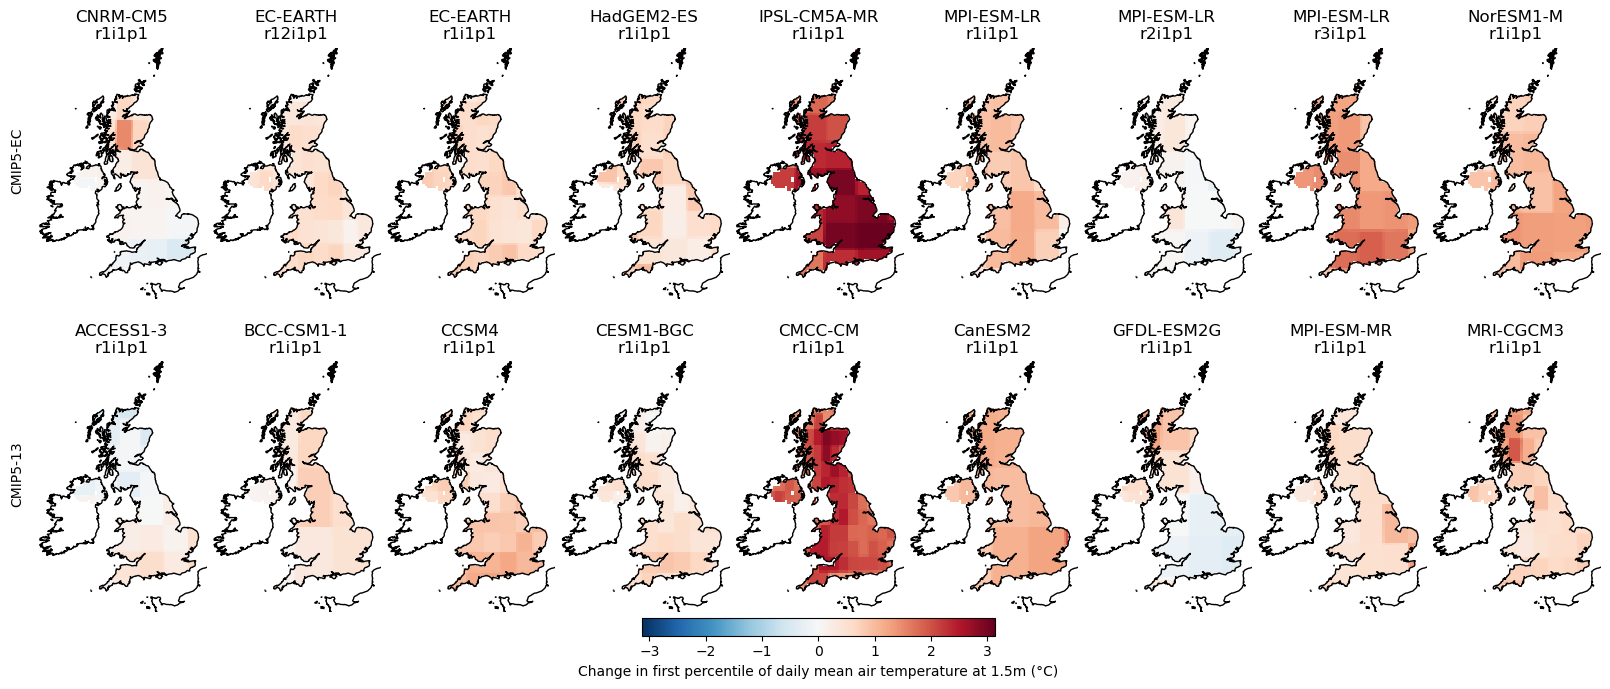 CNRM-CM5 EC-EARTH EC-EARTH HadGEM2-ES IPSL-CM5A-MR MPI-ESM-LR MPI-ESM-LR MPI-ESM-LR NorESM1-M
r1i1p1 r12i1p1 r1i1p1 r1i1p1 r1i1p1 r1i1p1 r2i1p1 r3i1p1 r1i1p1
CMIP5-EC
ACCESS1-3 BCC-CSM1-1 CCSM4 CESM1-BGC CMCC-CM CanESM2 GFDL-ESM2G MPI-ESM-MR MRI-CGCM3
r1i1p1 r1i1p1 r1i1p1 r1i1p1 r1i1p1 r1i1p1 r1i1p1 r1i1p1 r1i1p1
CMIP5-13
−3 −2 −1 0 1 2 3
Change in first percentile of daily mean air temperature at 1.5m (°C)